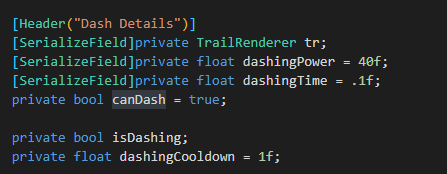 [Header("Dash Details")]
[SerializeField]private TrailRenderer tr;
[SerializeField]private float dashingPower = 40f;
[SerializeField]private float dashingTime = .1f;
private bool canDash = true;
private bool isDashing;
private float dashingCooldown = 1f;